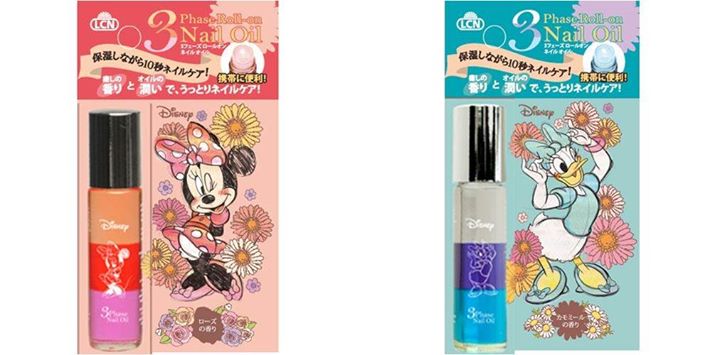 LCN
3 Phase Roll-on
Nail Oil
3フェーズ ロールオン
ネイル オイル
保湿しながら10秒ネイルケア!
携帯に便利!
癒しの香りとオイルの潤いで、うっとりネイルケア!
Disney
Disney
3 Phase
Nail Oil
ローズの香り
LCN
3 Phase Roll-on
Nail Oil
3フェーズ ロールオン
ネイル オイル
保湿しながら10秒ネイルケア!
携帯に便利!
癒しの香りとオイルの潤いで、うっとりネイルケア!
Disney
Disney
3 Phase
Nail Oil
カモミール
の香り